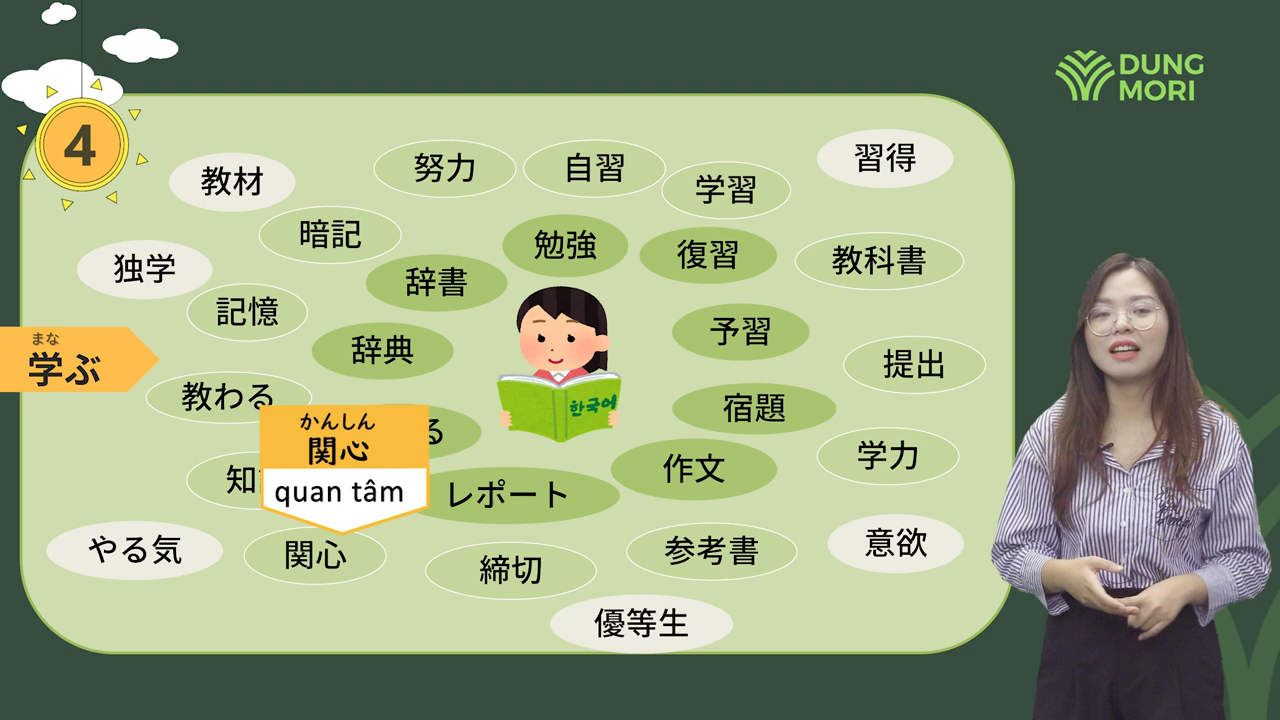 DUNG
MORI
4
教材
努力
自習
学習
習得
暗記
勉強
復習
教科書
独学
辞書
記憶
予習
まな
学ぶ
辞典
提出
教わる
宿題
한국어
かんしん
関心
quan tâm
る
作文
学力
知
レポート
やる気
関心
締切
参考書
意欲
優等生